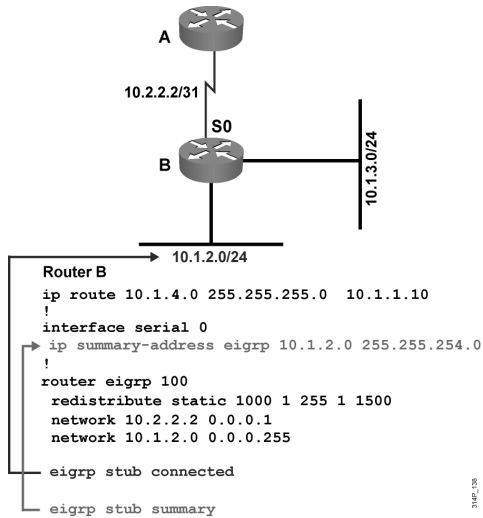 A
10.2.2.2/31
S0
B
10.1.3.0/24
10.1.2.0/24
Router B
ip route 10.1.4.0 255.255.255.0 10.1.1.10
!
interface serial 0
ip summary-address eigrp 10.1.2.0 255.255.254.0
!
router eigrp 100
redistribute static 1000 1 255 1 1500
network 10.2.2.2 0.0.0.1
network 10.1.2.0 0.0.0.255
eigrp stub connected
eigrp stub summary
314P_138